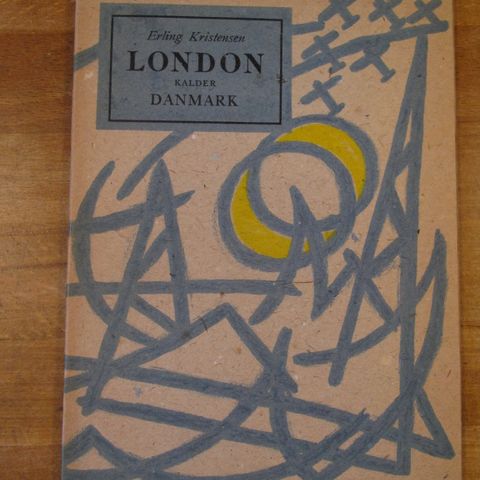 Erling Kristensen
LONDON
KALDER
DANMARK